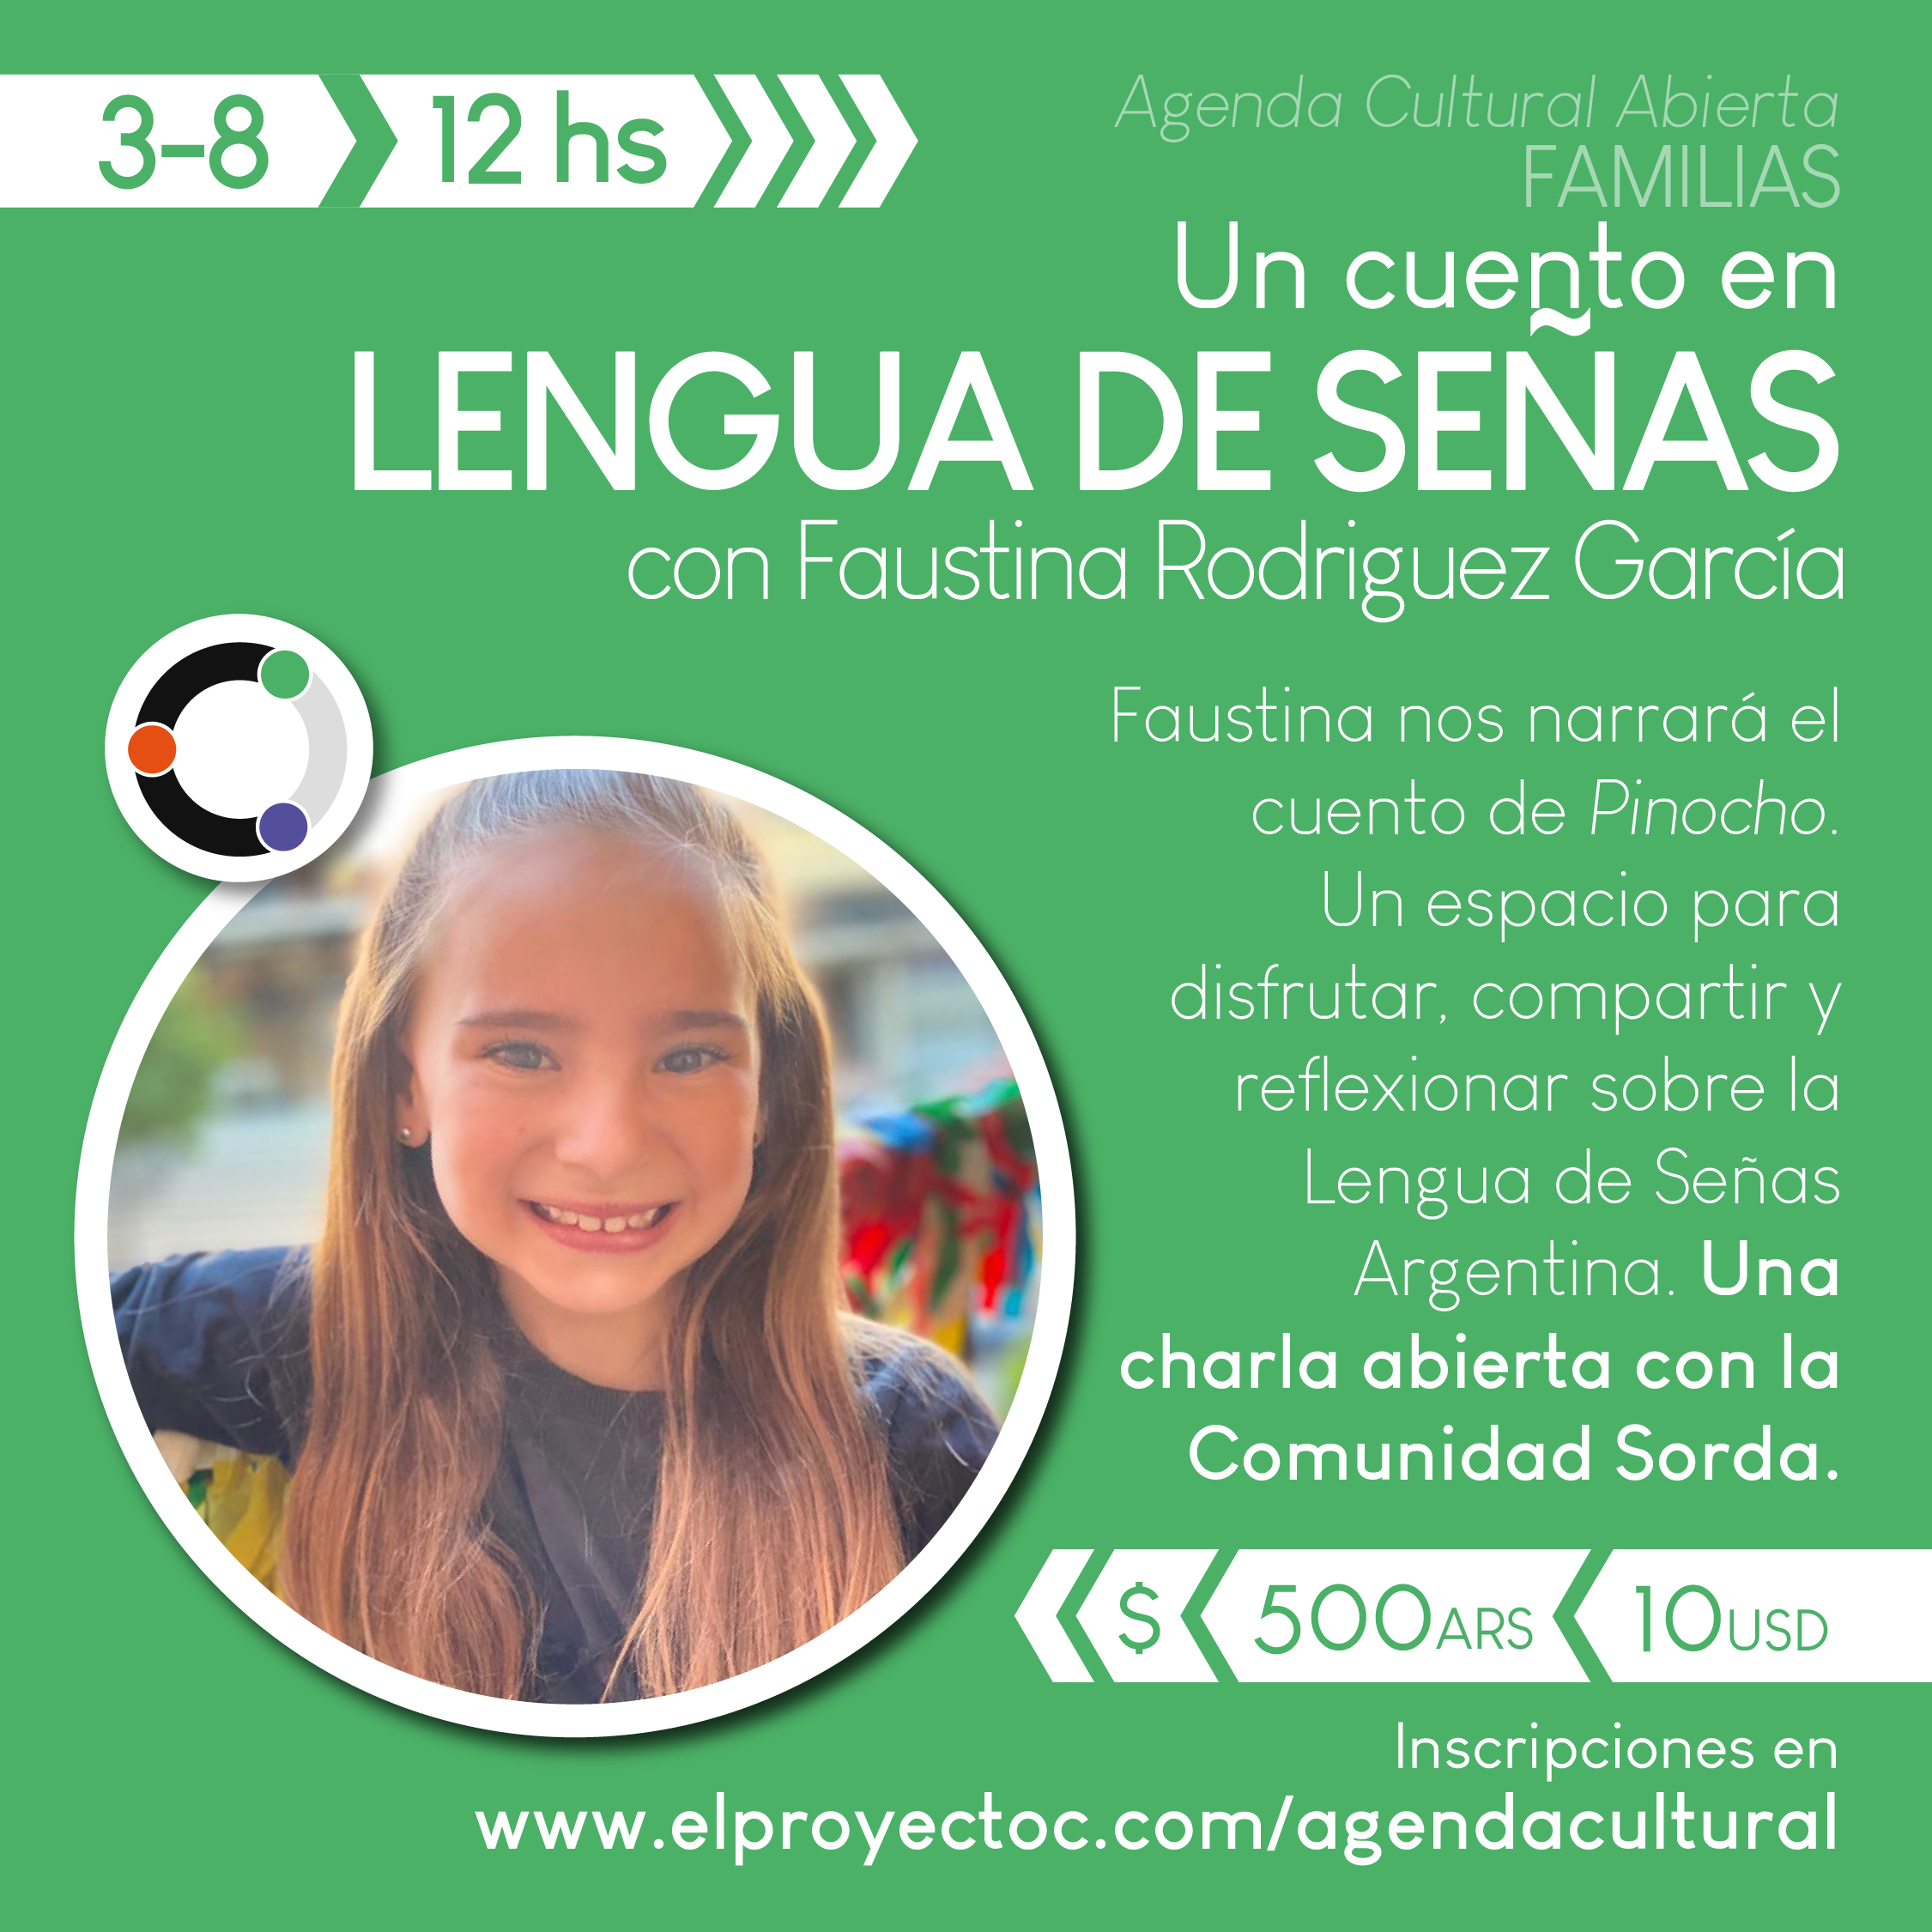 3-8 12 hs
Agenda Cultural Abierta
FAMILIAS
Un cuento en
LENGUA DE SEÑAS
con Faustina Rodriguez García
Faustina nos narrará el
cuento de Pinocho.
Un espacio para
disfrutar, compartir y
reflexionar sobre la
Lengua de Señas
Argentina. Una
charla abierta con la
Comunidad Sorda.
$ 500ARS 10USD
Inscripciones en
www.elproyectoc.com/agendacultural